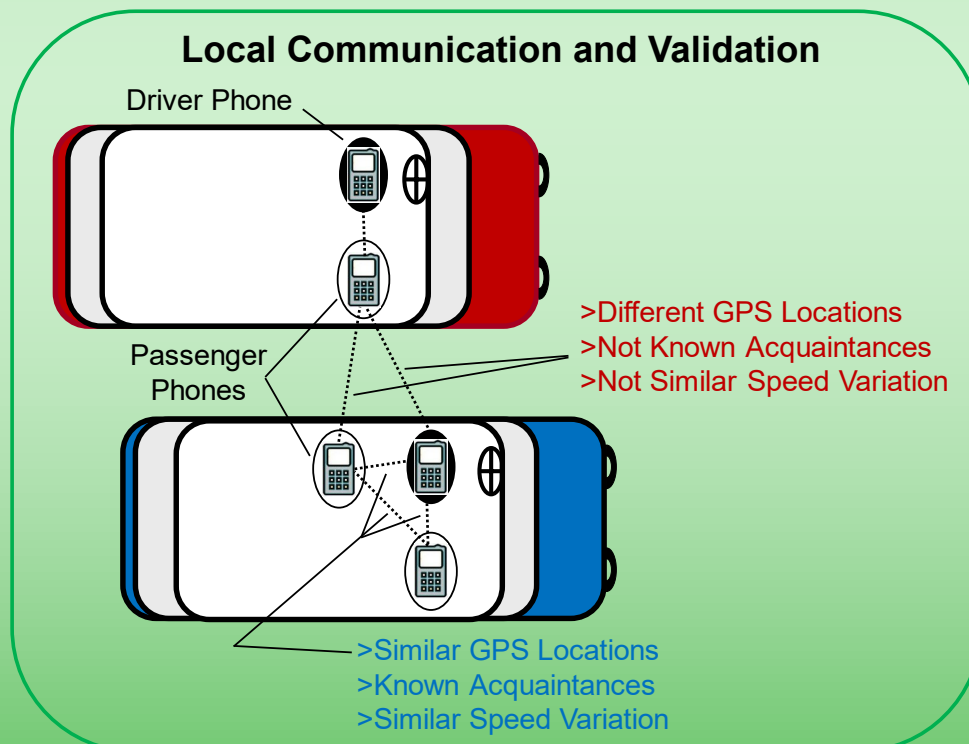 Local Communication and Validation
Driver Phone
>Different GPS Locations
>Not Known Acquaintances
>Not Similar Speed Variation
Passenger
Phones
>Similar GPS Locations
>Known Acquaintances
>Similar Speed Variation